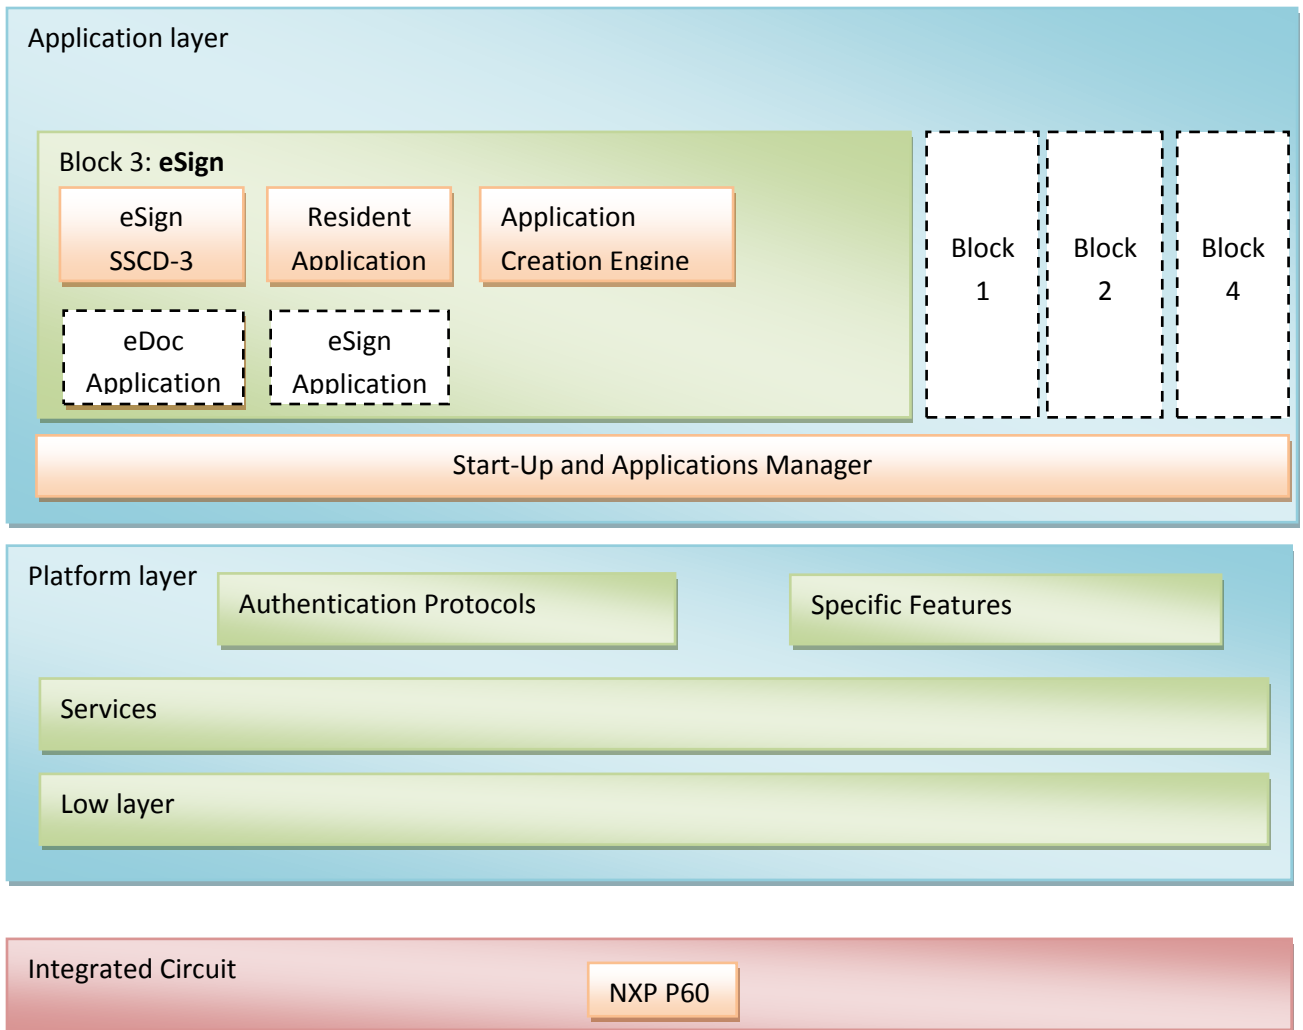 Application layer
Block 3: eSign
eSign
SSCD-3
Resident
Application
Application
Creation Engine
eDoc
Application
eSign
Application
Block
1
Block
2
Block
4
Start-Up and Applications Manager
Platform layer
Authentication Protocols
Specific Features
Services
Low layer
Integrated Circuit
NXP P60